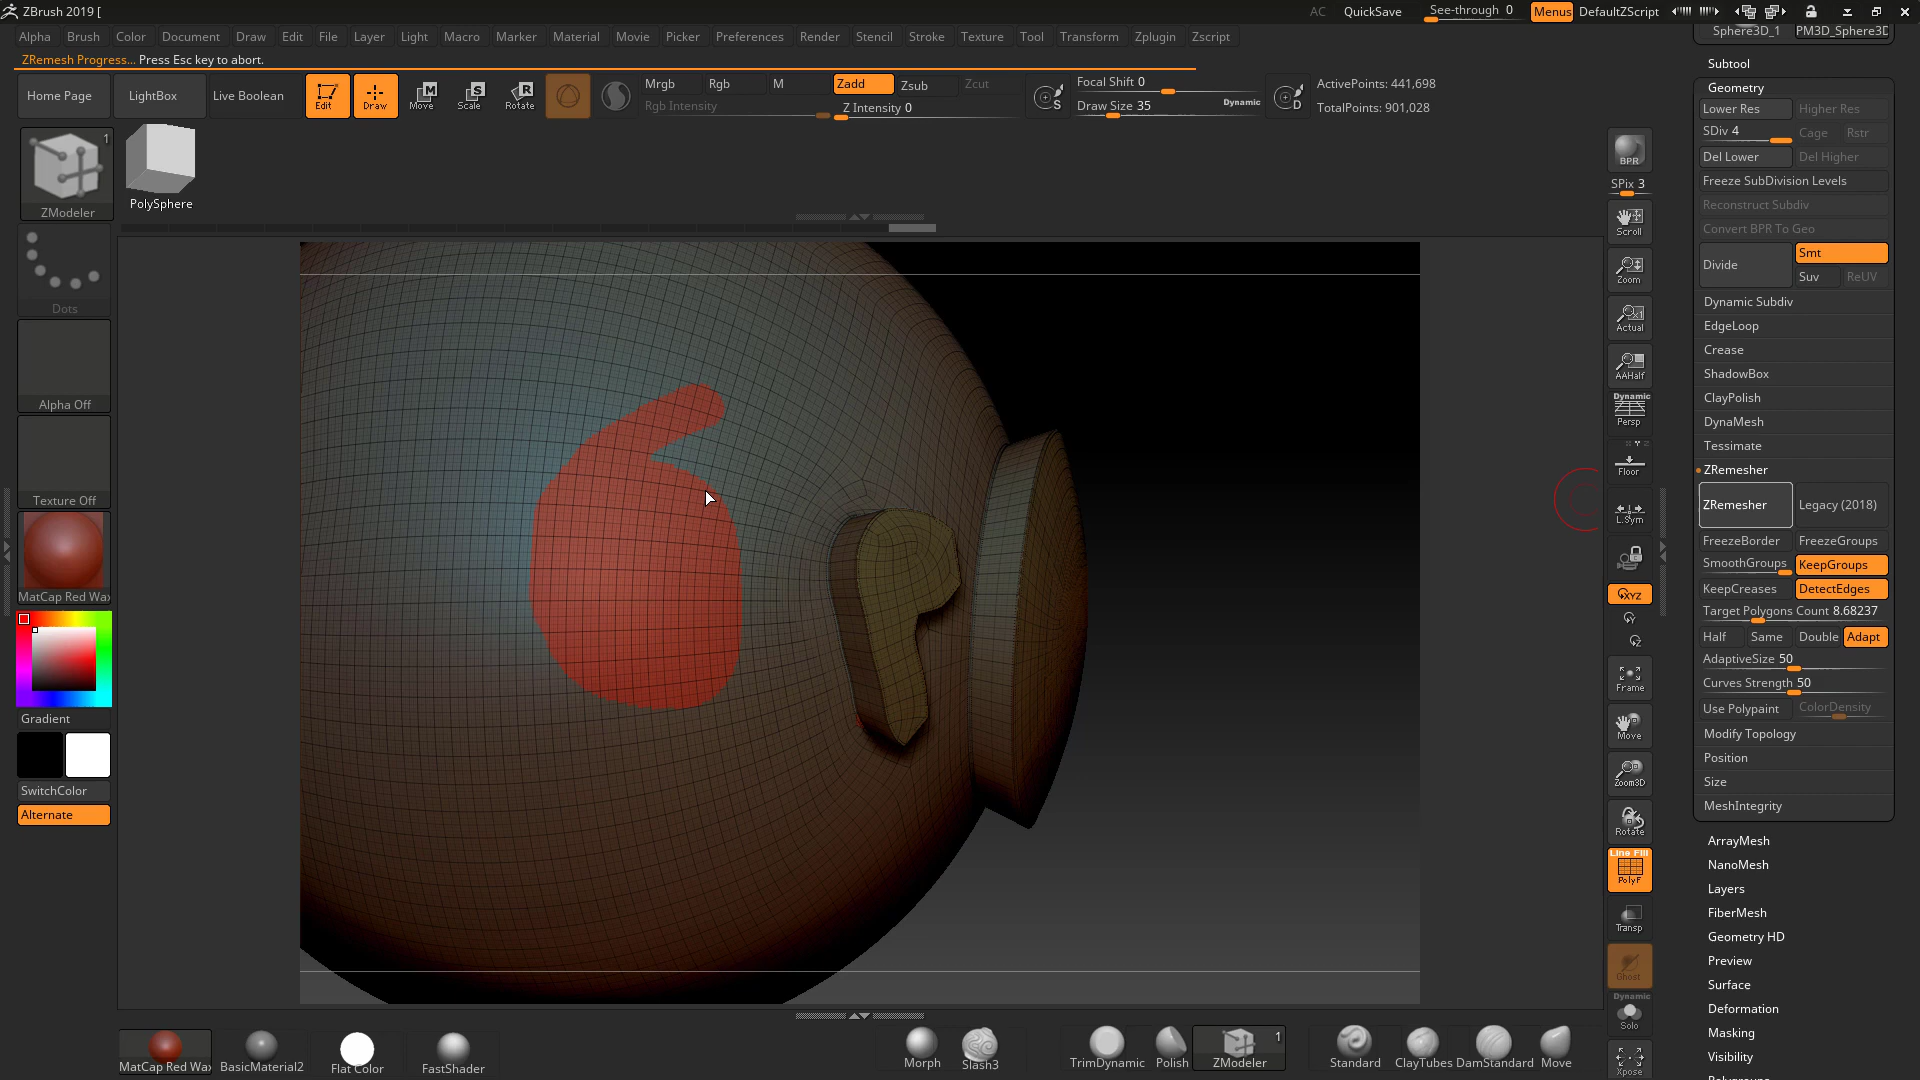 ZBrush 2019 [
AC QuickSave See-through 0 Menus DefaultZScript
Sphere3D_1 PM3D_Sphere3D
Alpha Brush Color Document Draw Edit File Layer Light Macro Marker Material Movie Picker Preferences Render Stencil Stroke Texture Tool Transform Zplugin Zscript
ZRemesh Progress... Press Esc key to abort.
Home Page LightBox Live Boolean Edit Draw Move Scale Rotate
Mrgb Rgb M Zadd Zsub Zcut
Rgb Intensity Z Intensity 0
Focal Shift 0
Draw Size 35 Dynamic
ActivePoints: 441,698
TotalPoints: 901,028
1
ZModeler
PolySphere
Dots
Alpha Off
Texture Off
MatCap Red Wax
Gradient
SwitchColor
Alternate
BPR
SPix 3
Scroll
Zoom
Actual
AAHalf
Dynamic
Persp
Floor
L.Sym
XYZ
Frame
Move
Zoom3D
Rotate
Line Fill
PolyF
Transp
Ghost
Dynamic
Solo
Xpose
Subtool
Geometry
Lower Res Higher Res
SDiv 4 Cage Rstr
Del Lower Del Higher
Freeze SubDivision Levels
Reconstruct Subdiv
Convert BPR To Geo
Divide Smt
Suv ReUV
Dynamic Subdiv
EdgeLoop
Crease
ShadowBox
ClayPolish
DynaMesh
Tessimate
ZRemesher
ZRemesher Legacy (2018)
FreezeBorder FreezeGroups
SmoothGroups KeepGroups
KeepCreases DetectEdges
Target Polygons Count 8.68237
Half Same Double Adapt
AdaptiveSize 50
Curves Strength 50
Use Polypaint ColorDensity
Modify Topology
Position
Size
MeshIntegrity
ArrayMesh
NanoMesh
Layers
FiberMesh
Geometry HD
Preview
Surface
Deformation
Masking
Visibility
MatCap Red Wax BasicMaterial2 Flat Color FastShader Morph Slash3 TrimDynamic Polish ZModeler 1 Standard ClayTubes DamStandard Move